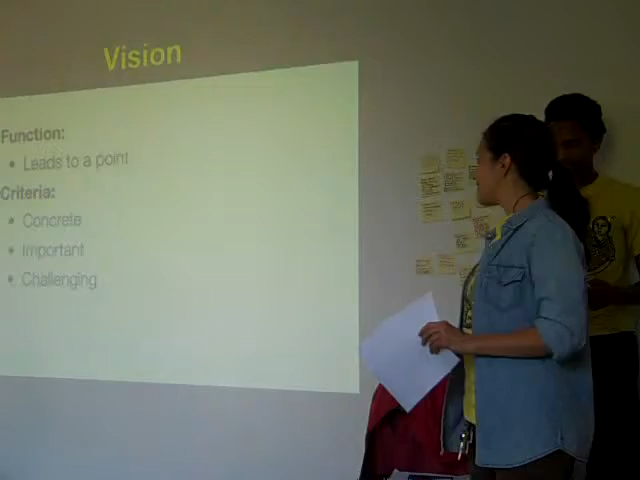 Vision
Function:
• Leads to a point
Criteria:
• Concrete
• Important
• Challenging